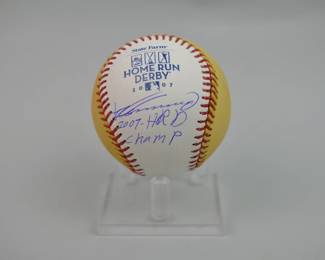 State Farm
HOME RUN
DERBY
2007
2007-HRD
Champ